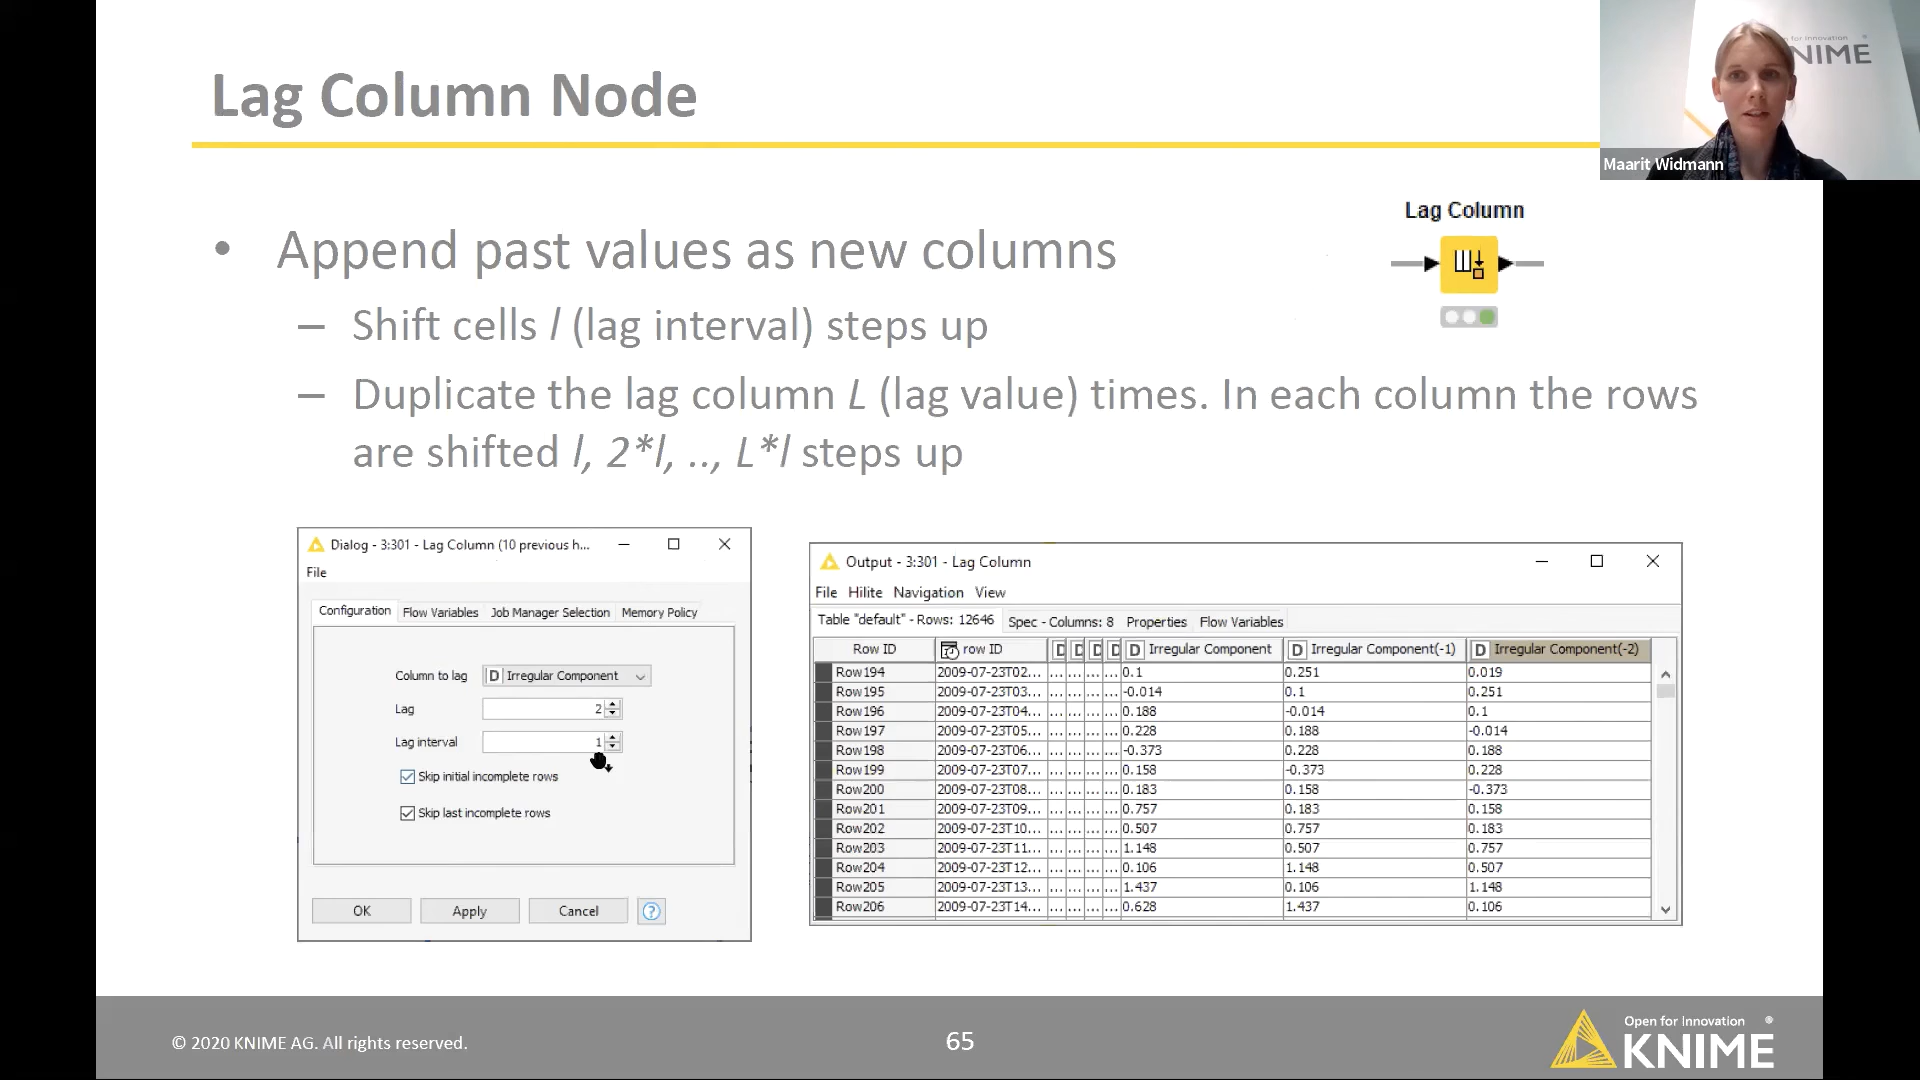 Lag Column Node
Open for Innovation
KNIME
Maarit Widmann
Lag Column
• Append past values as new columns
– Shift cells l (lag interval) steps up
– Duplicate the lag column L (lag value) times. In each column the rows
are shifted l, 2*l, .., L*l steps up
Dialog - 3:301 - Lag Column (10 previous h...
File
Configuration Flow Variables Job Manager Selection Memory Policy
Column to lag D Irregular Component
Lag 2
Lag interval 1
Skip initial incomplete rows
Skip last incomplete rows
OK Apply Cancel ?
Output - 3:301 - Lag Column
File Hilite Navigation View
Table "default" - Rows: 12646 Spec - Columns: 8 Properties Flow Variables
Row ID row ID D D D D D Irregular Component D Irregular Component(-1) D Irregular Component(-2)
Row194 2009-07-23T02... ... ... ... ... 0.1 0.251 0.019
Row195 2009-07-23T03... ... ... ... ... -0.014 0.1 0.251
Row196 2009-07-23T04... ... ... ... ... 0.188 -0.014 0.1
Row197 2009-07-23T05... ... ... ... ... 0.228 0.188 -0.014
Row198 2009-07-23T06... ... ... ... ... -0.373 0.228 0.188
Row199 2009-07-23T07... ... ... ... ... 0.158 -0.373 0.228
Row200 2009-07-23T08... ... ... ... ... 0.183 0.158 -0.373
Row201 2009-07-23T09... ... ... ... ... 0.757 0.183 0.158
Row202 2009-07-23T10... ... ... ... ... 0.507 0.757 0.183
Row203 2009-07-23T11... ... ... ... ... 1.148 0.507 0.757
Row204 2009-07-23T12... ... ... ... ... 0.106 1.148 0.507
Row205 2009-07-23T13... ... ... ... ... 1.437 0.106 1.148
Row206 2009-07-23T14... ... ... ... ... 0.628 1.437 0.106
© 2020 KNIME AG. All rights reserved.
65
Open for Innovation ®
KNIME